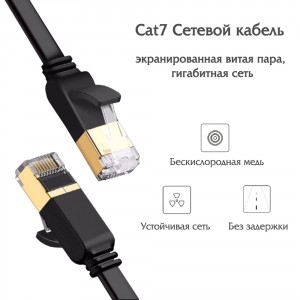 Cat7 Сетевой кабель
экранированная витая пара,
гигабитная сеть
Бескислородная медь
Устойчивая сеть
Без задержки